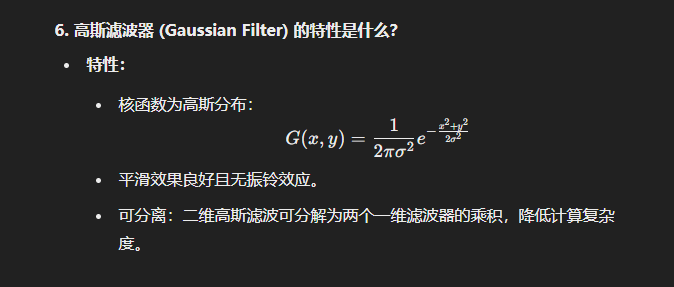 6. 高斯滤波器 (Gaussian Filter) 的特性是什么?
• 特性：
• 核函数为高斯分布：
G(x, y) = \frac{1}{2\pi\sigma^2} e^{-\frac{x^2+y^2}{2\sigma^2}}
• 平滑效果良好且无振铃效应。
• 可分离：二维高斯滤波可分解为两个一维滤波器的乘积，降低计算复杂
度。